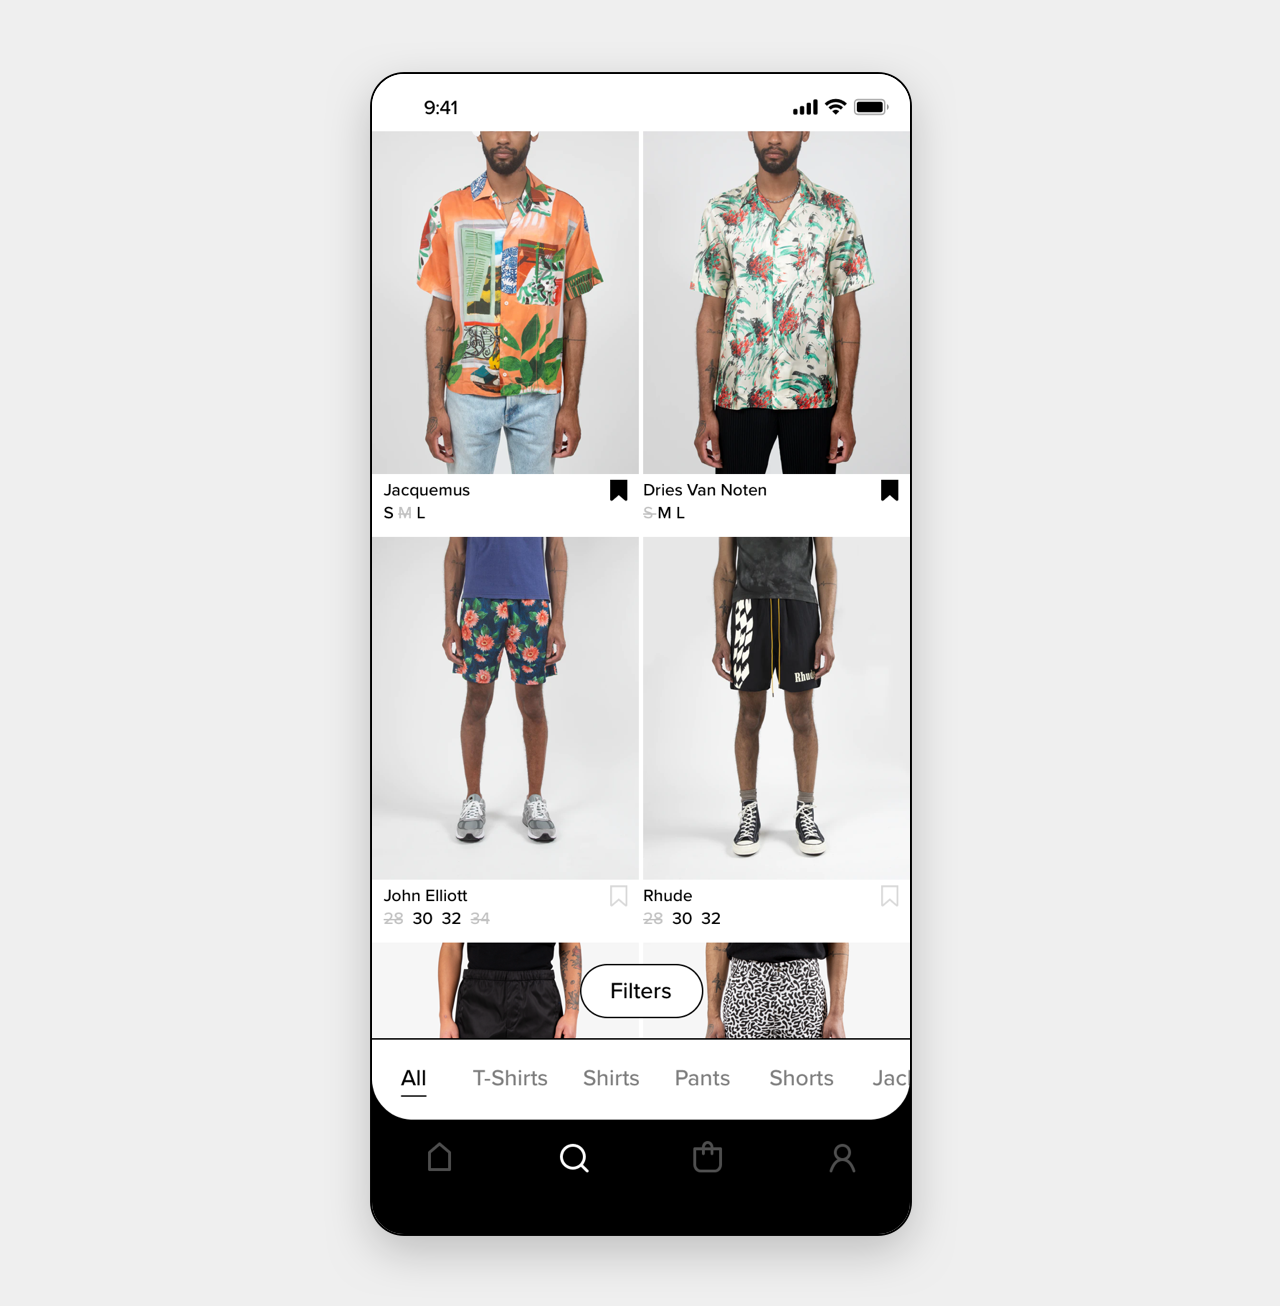 9:41
Jacquemus
S M L
Dries Van Noten
S M L
Rhude
John Elliott
28 30 32 34
Rhude
28 30 32
Filters
All T-Shirts Shirts Pants Shorts